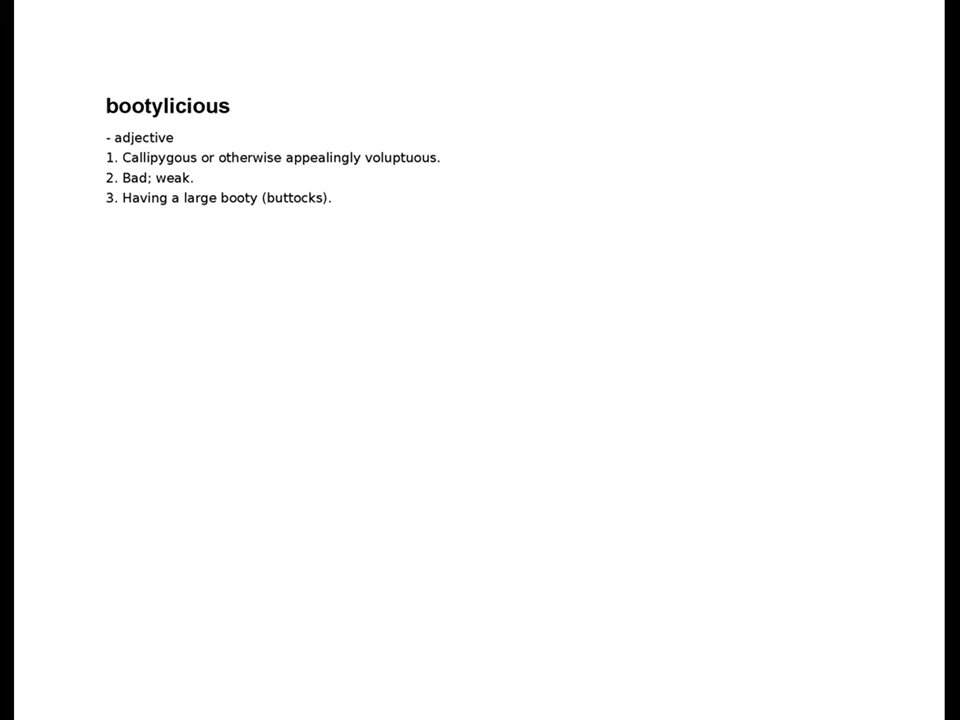 bootylicious
- adjective
1. Callipygous or otherwise appealingly voluptuous.
2. Bad; weak.
3. Having a large booty (buttocks).